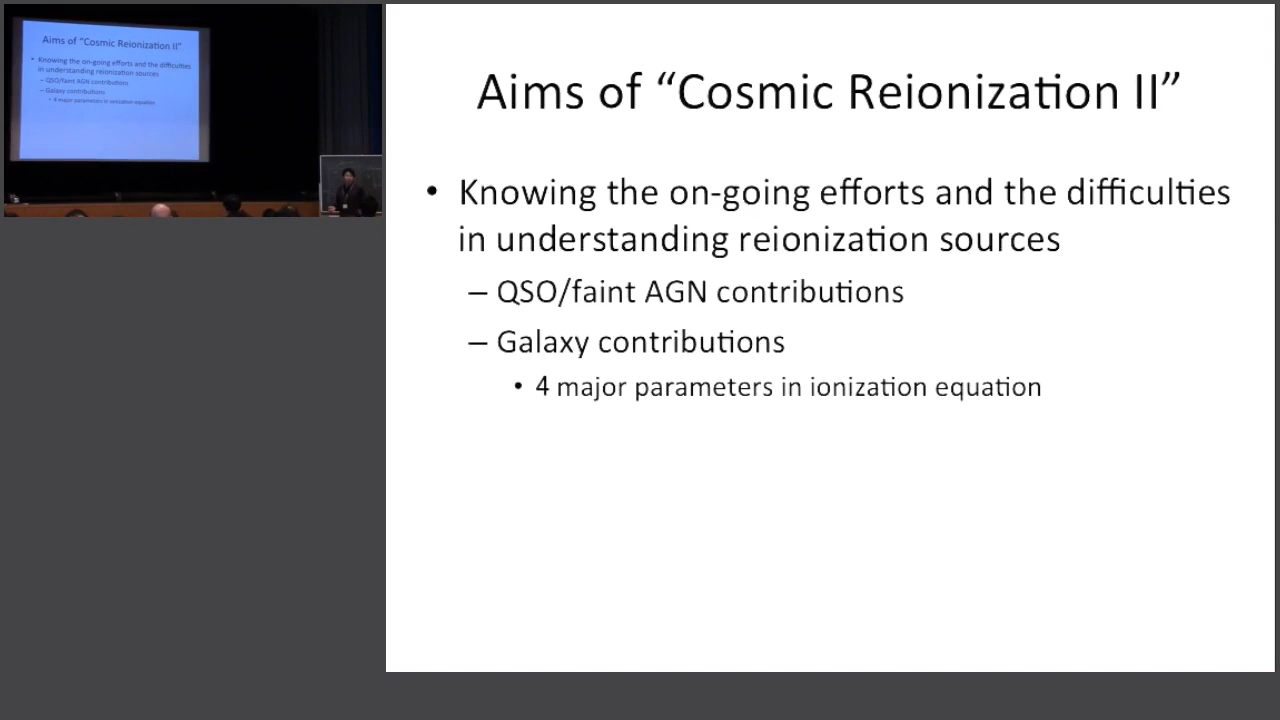 Aims of “Cosmic Reionization II”
• Knowing the on-going efforts and the difficulties
in understanding reionization sources
– QSO/faint AGN contributions
– Galaxy contributions
• 4 major parameters in ionization equation
Aims of “Cosmic Reionization II”
• Knowing the on-going efforts and the difficulties
in understanding reionization sources
– QSO/faint AGN contributions
– Galaxy contributions
• 4 major parameters in ionization equation